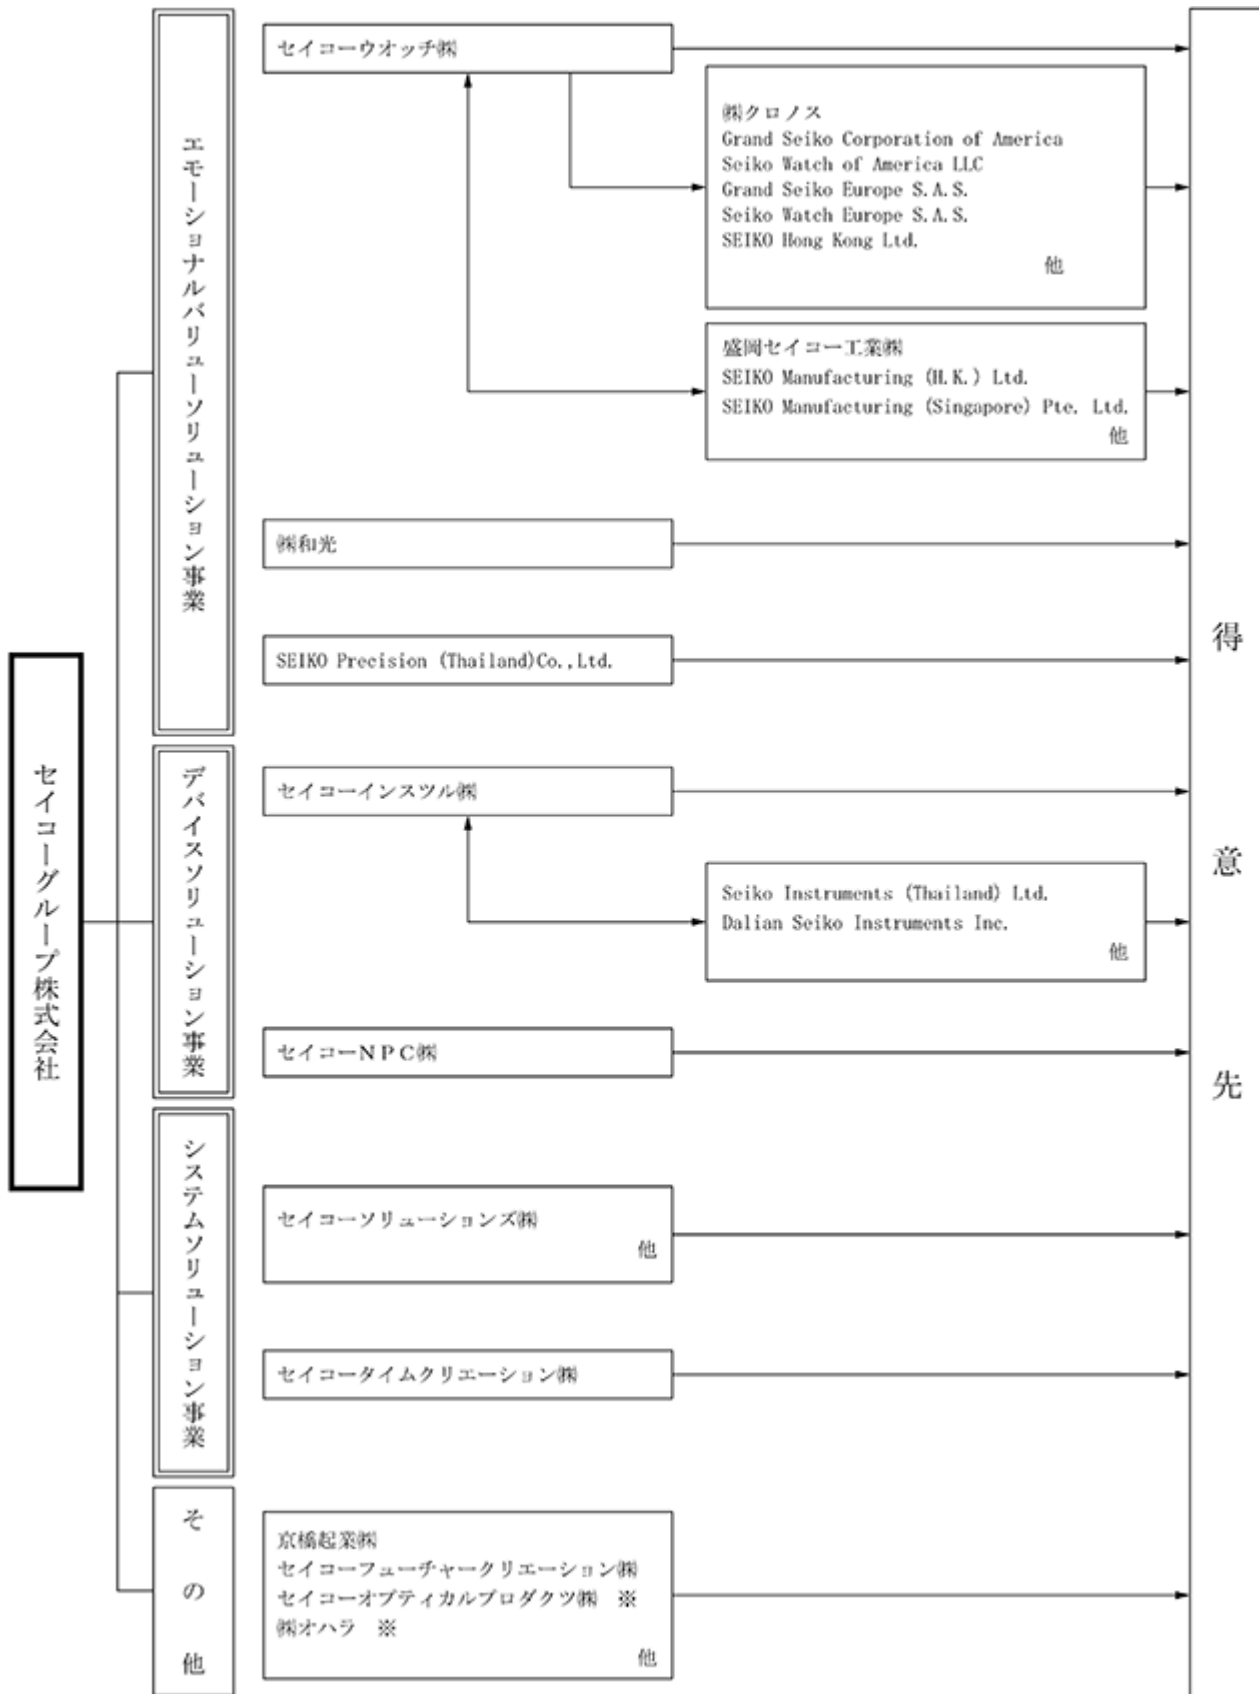 セイコーグループ株式会社
エモーショナルバリューソリューション事業
セイコーウオッチ㈱
㈱クロノス
Grand Seiko Corporation of America
Seiko Watch of America LLC
Grand Seiko Europe S.A.S.
Seiko Watch Europe S.A.S.
SEIKO Hong Kong Ltd.
他
盛岡セイコー工業㈱
SEIKO Manufacturing (H.K.) Ltd.
SEIKO Manufacturing (Singapore) Pte. Ltd.
他
㈱和光
SEIKO Precision (Thailand)Co.,Ltd.
デバイスソリューション事業
セイコーインスツル㈱
Seiko Instruments (Thailand) Ltd.
Dalian Seiko Instruments Inc.
他
セイコーＮＰＣ㈱
システムソリューション事業
セイコーソリューションズ㈱
他
セイコータイムクリエーション㈱
その他
京橋起業㈱
セイコーフューチャークリエーション㈱
セイコーオプティカルプロダクツ㈱　※
㈱オハラ　※
他
得意先